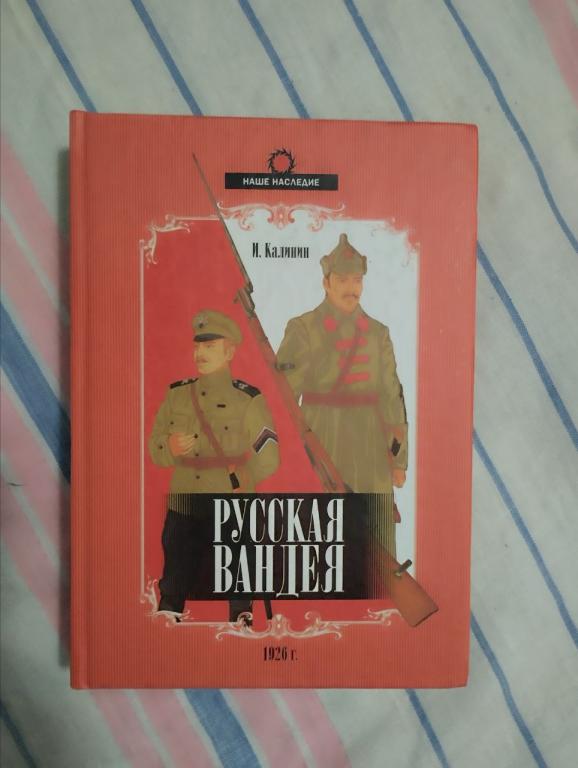 НАШЕ НАСЛЕДИЕ
И. Калинин
РУССКАЯ
ВАНДЕЯ
1926 г.